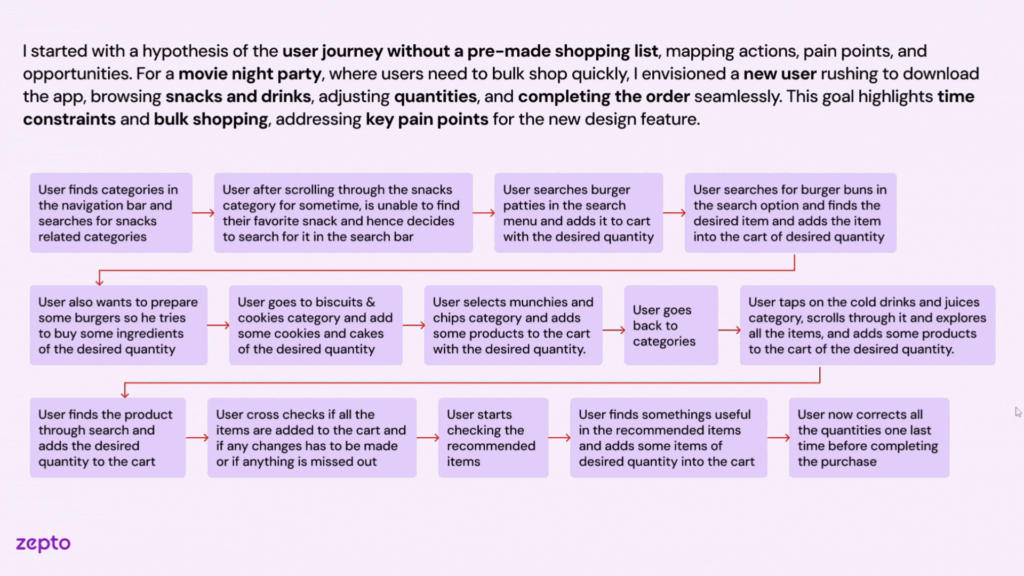 I started with a hypothesis of the user journey without a pre-made shopping list, mapping actions, pain points, and
opportunities. For a movie night party, where users need to bulk shop quickly, I envisioned a new user rushing to download
the app, browsing snacks and drinks, adjusting quantities, and completing the order seamlessly. This goal highlights time
constraints and bulk shopping, addressing key pain points for the new design feature.
User finds categories in
the navigation bar and
searches for snacks
related categories
User after scrolling through the snacks
category for sometime, is unable to find
their favorite snack and hence decides
to search for it in the search bar
User searches burger
patties in the search
menu and adds it to cart
with the desired quantity
User searches for burger buns in
the search option and finds the
desired item and adds the item
into the cart of desired quantity
User also wants to prepare
some burgers so he tries
to buy some ingredients
of the desired quantity
User goes to biscuits &
cookies category and add
some cookies and cakes
of the desired quantity
User selects munchies and
chips category and adds
some products to the cart
with the desired quantity.
User goes
back to
categories
User taps on the cold drinks and juices
category, scrolls through it and explores
all the items, and adds some products
to the cart of the desired quantity.
User finds the product
through search and
adds the desired
quantity to the cart
User cross checks if all the
items are added to the cart and
if any changes has to be made
or if anything is missed out
User starts
checking the
recommended
items
User finds somethings useful
in the recommended items
and adds some items of
desired quantity into the cart
User now corrects all
the quantities one last
time before completing
the purchase
zepto